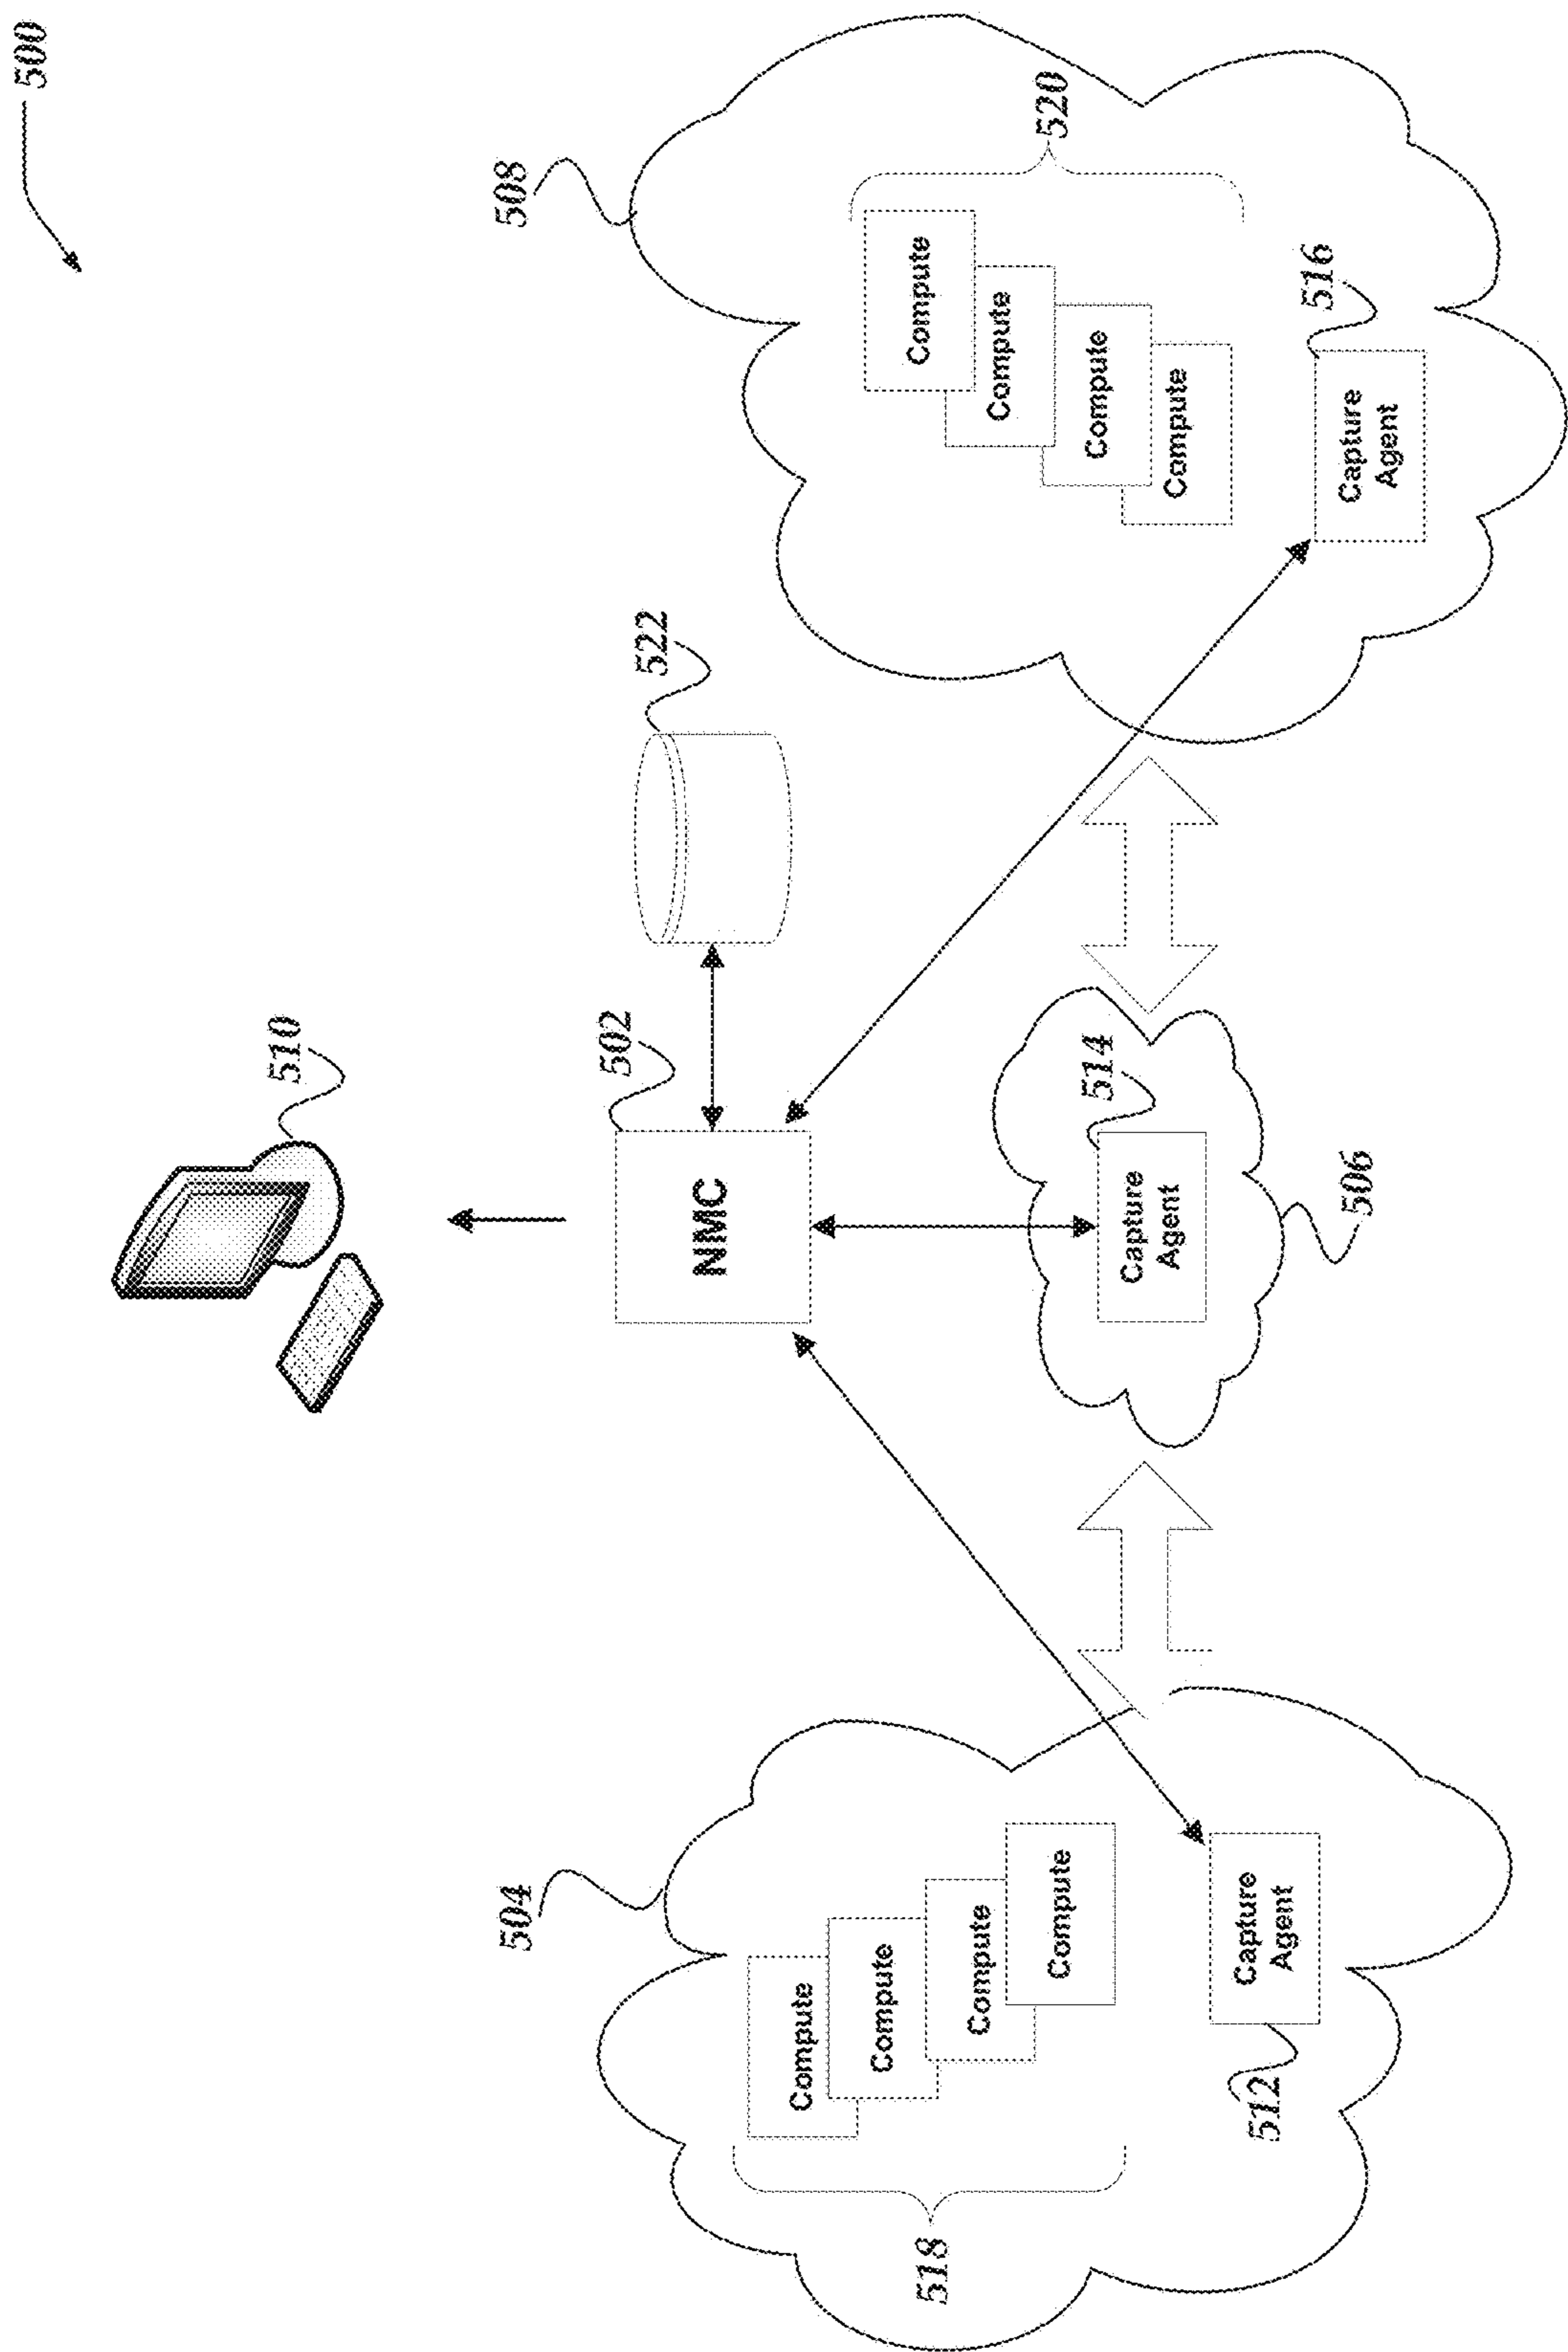 500
510
504
508
502
522
NMC
Compute
Compute
Compute
Compute
518
Compute
Compute
Compute
Compute
520
514
Capture
Agent
516
Capture
Agent
Capture
Agent
512
506